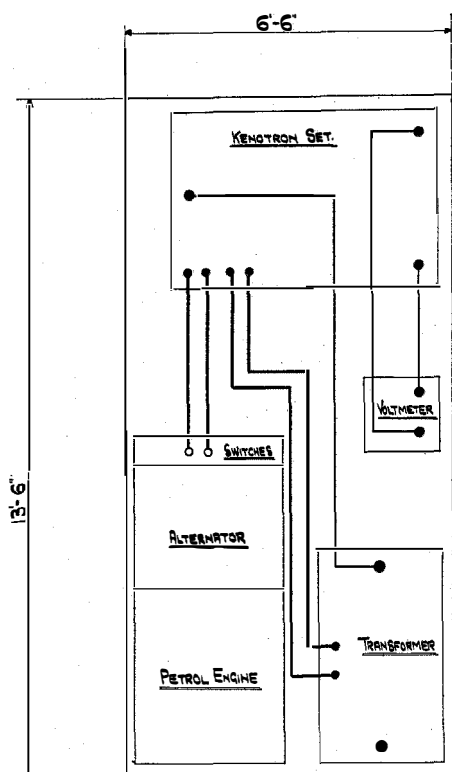 6'-6"
KENOTRON SET.
13'-6"
VOLTMETER
SWITCHES
ALTERNATOR
TRANSFORMER
PETROL ENGINE